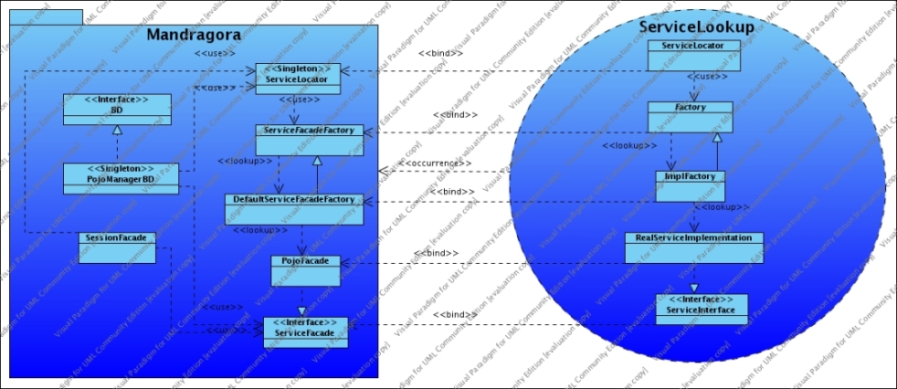 Mandragora
<<use>>
<<bind>>
ServiceLookup
ServiceLocator
<<Singleton>>
ServiceLocator
<<use>>
<<use>>
<<use>>
<<Interface>>
BD
Factory
<<bind>>
ServiceFacadeFactory
<<lookup>>
<<lookup>>
<<occurrence>>
<<Singleton>>
PojoManagerBD
ImplFactory
<<bind>>
DefaultServiceFacadeFactory
<<lookup>>
<<lookup>>
SessionFacade
RealServiceImplementation
<<bind>>
PojoFacade
<<use>>
<<Interface>>
ServiceInterface
<<bind>>
<<Interface>>
ServiceFacade
Visual Paradigm for UML Community Edition [evaluation copy]